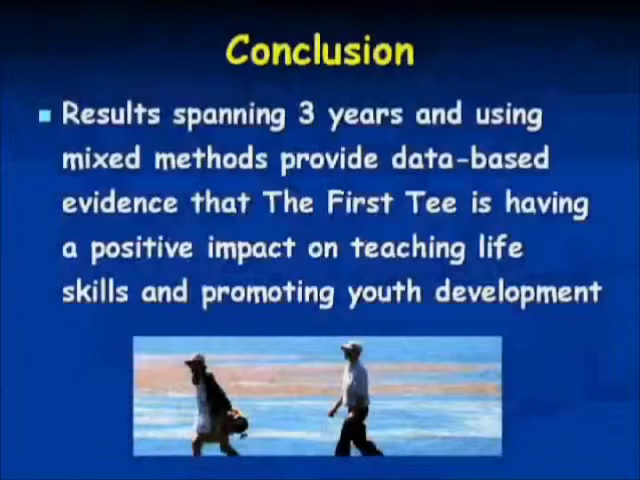 Conclusion
Results spanning 3 years and using
mixed methods provide data-based
evidence that The First Tee is having
a positive impact on teaching life
skills and promoting youth development